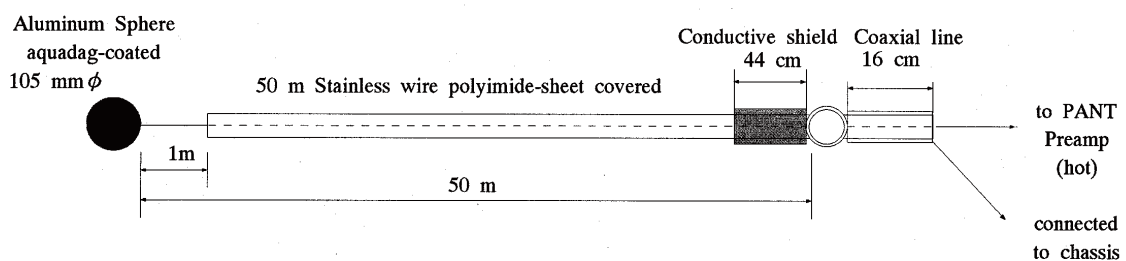 Aluminum Sphere
aquadag-coated
105 mm ϕ
50 m Stainless wire polyimide-sheet covered
Conductive shield
44 cm
Coaxial line
16 cm
1m
50 m
to PANT
Preamp
(hot)
connected
to chassis